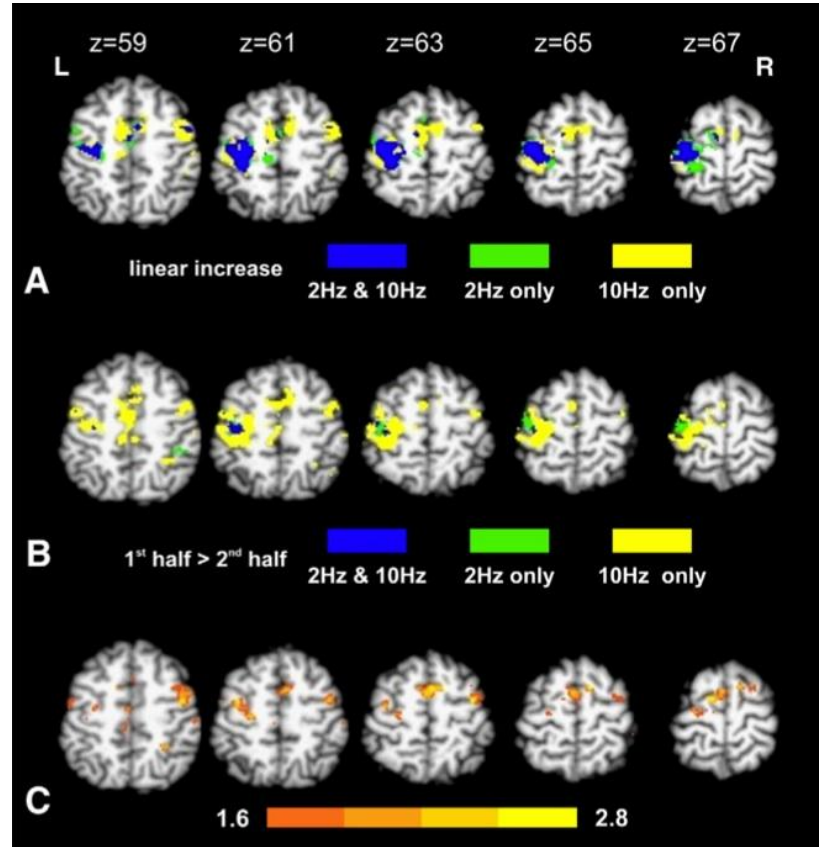 z=59 z=61 z=63 z=65 z=67
L R
linear increase
A
2Hz & 10Hz 2Hz only 10Hz only
B
1st half > 2nd half
2Hz & 10Hz 2Hz only 10Hz only
C
1.6 2.8